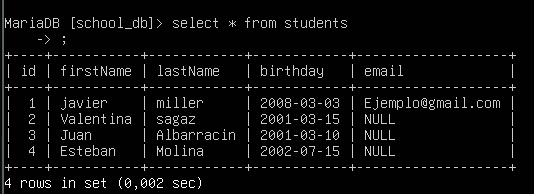 MariaDB [school_db]> select * from students
    -> ;
+----+-----------+------------+------------+-------------------+
| id | firstName | lastName   | birthday   | email             |
+----+-----------+------------+------------+-------------------+
|  1 | javier    | miller     | 2008-03-03 | Ejemplo@gmail.com |
|  2 | Valentina | sagaz      | 2001-03-15 | NULL              |
|  3 | Juan      | Albarracin | 2001-03-10 | NULL              |
|  4 | Esteban   | Molina     | 2002-07-15 | NULL              |
+----+-----------+------------+------------+-------------------+
4 rows in set (0,002 sec)